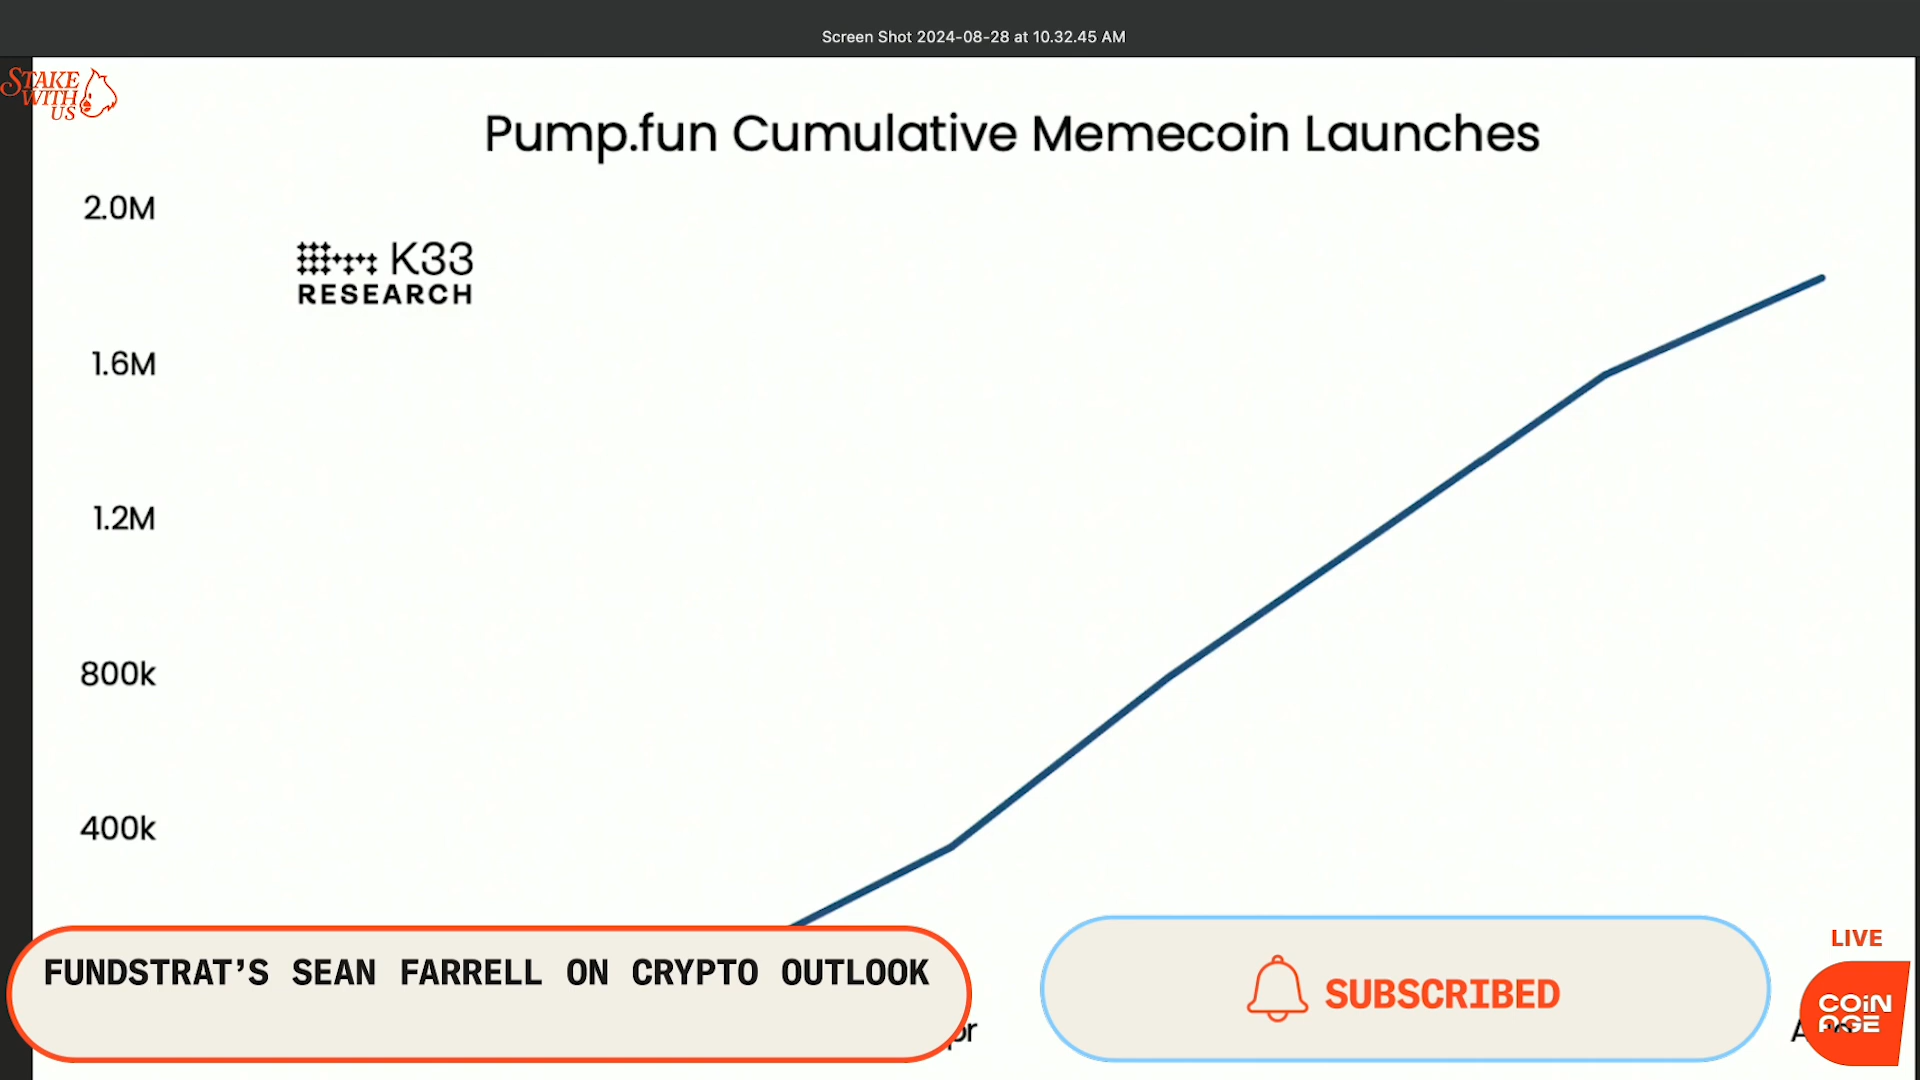 Screen Shot 2024-08-28 at 10.32.45 AM
STAKE
WITH
US
Pump.fun Cumulative Memecoin Launches
2.0M
K33
RESEARCH
1.6M
1.2M
800k
400k
FUNDSTRAT’S SEAN FARRELL ON CRYPTO OUTLOOK
SUBSCRIBED
LIVE
COiN
AGE